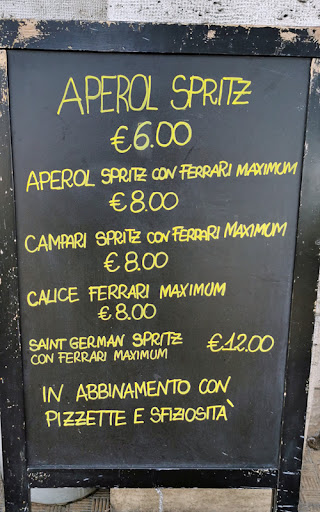 APEROL SPRITZ
€6.00
APEROL SPRITZ CON FERRARI MAXIMUM
€8.00
CAMPARI SPRITZ CON FERRARI MAXIMUM
€8.00
CALICE FERRARI MAXIMUM
€8.00
SAINT GERMAN SPRITZ €12.00
CON FERRARI MAXIMUM
IN ABBINAMENTO CON
PIZZETTE E SFIZIOSITÀ